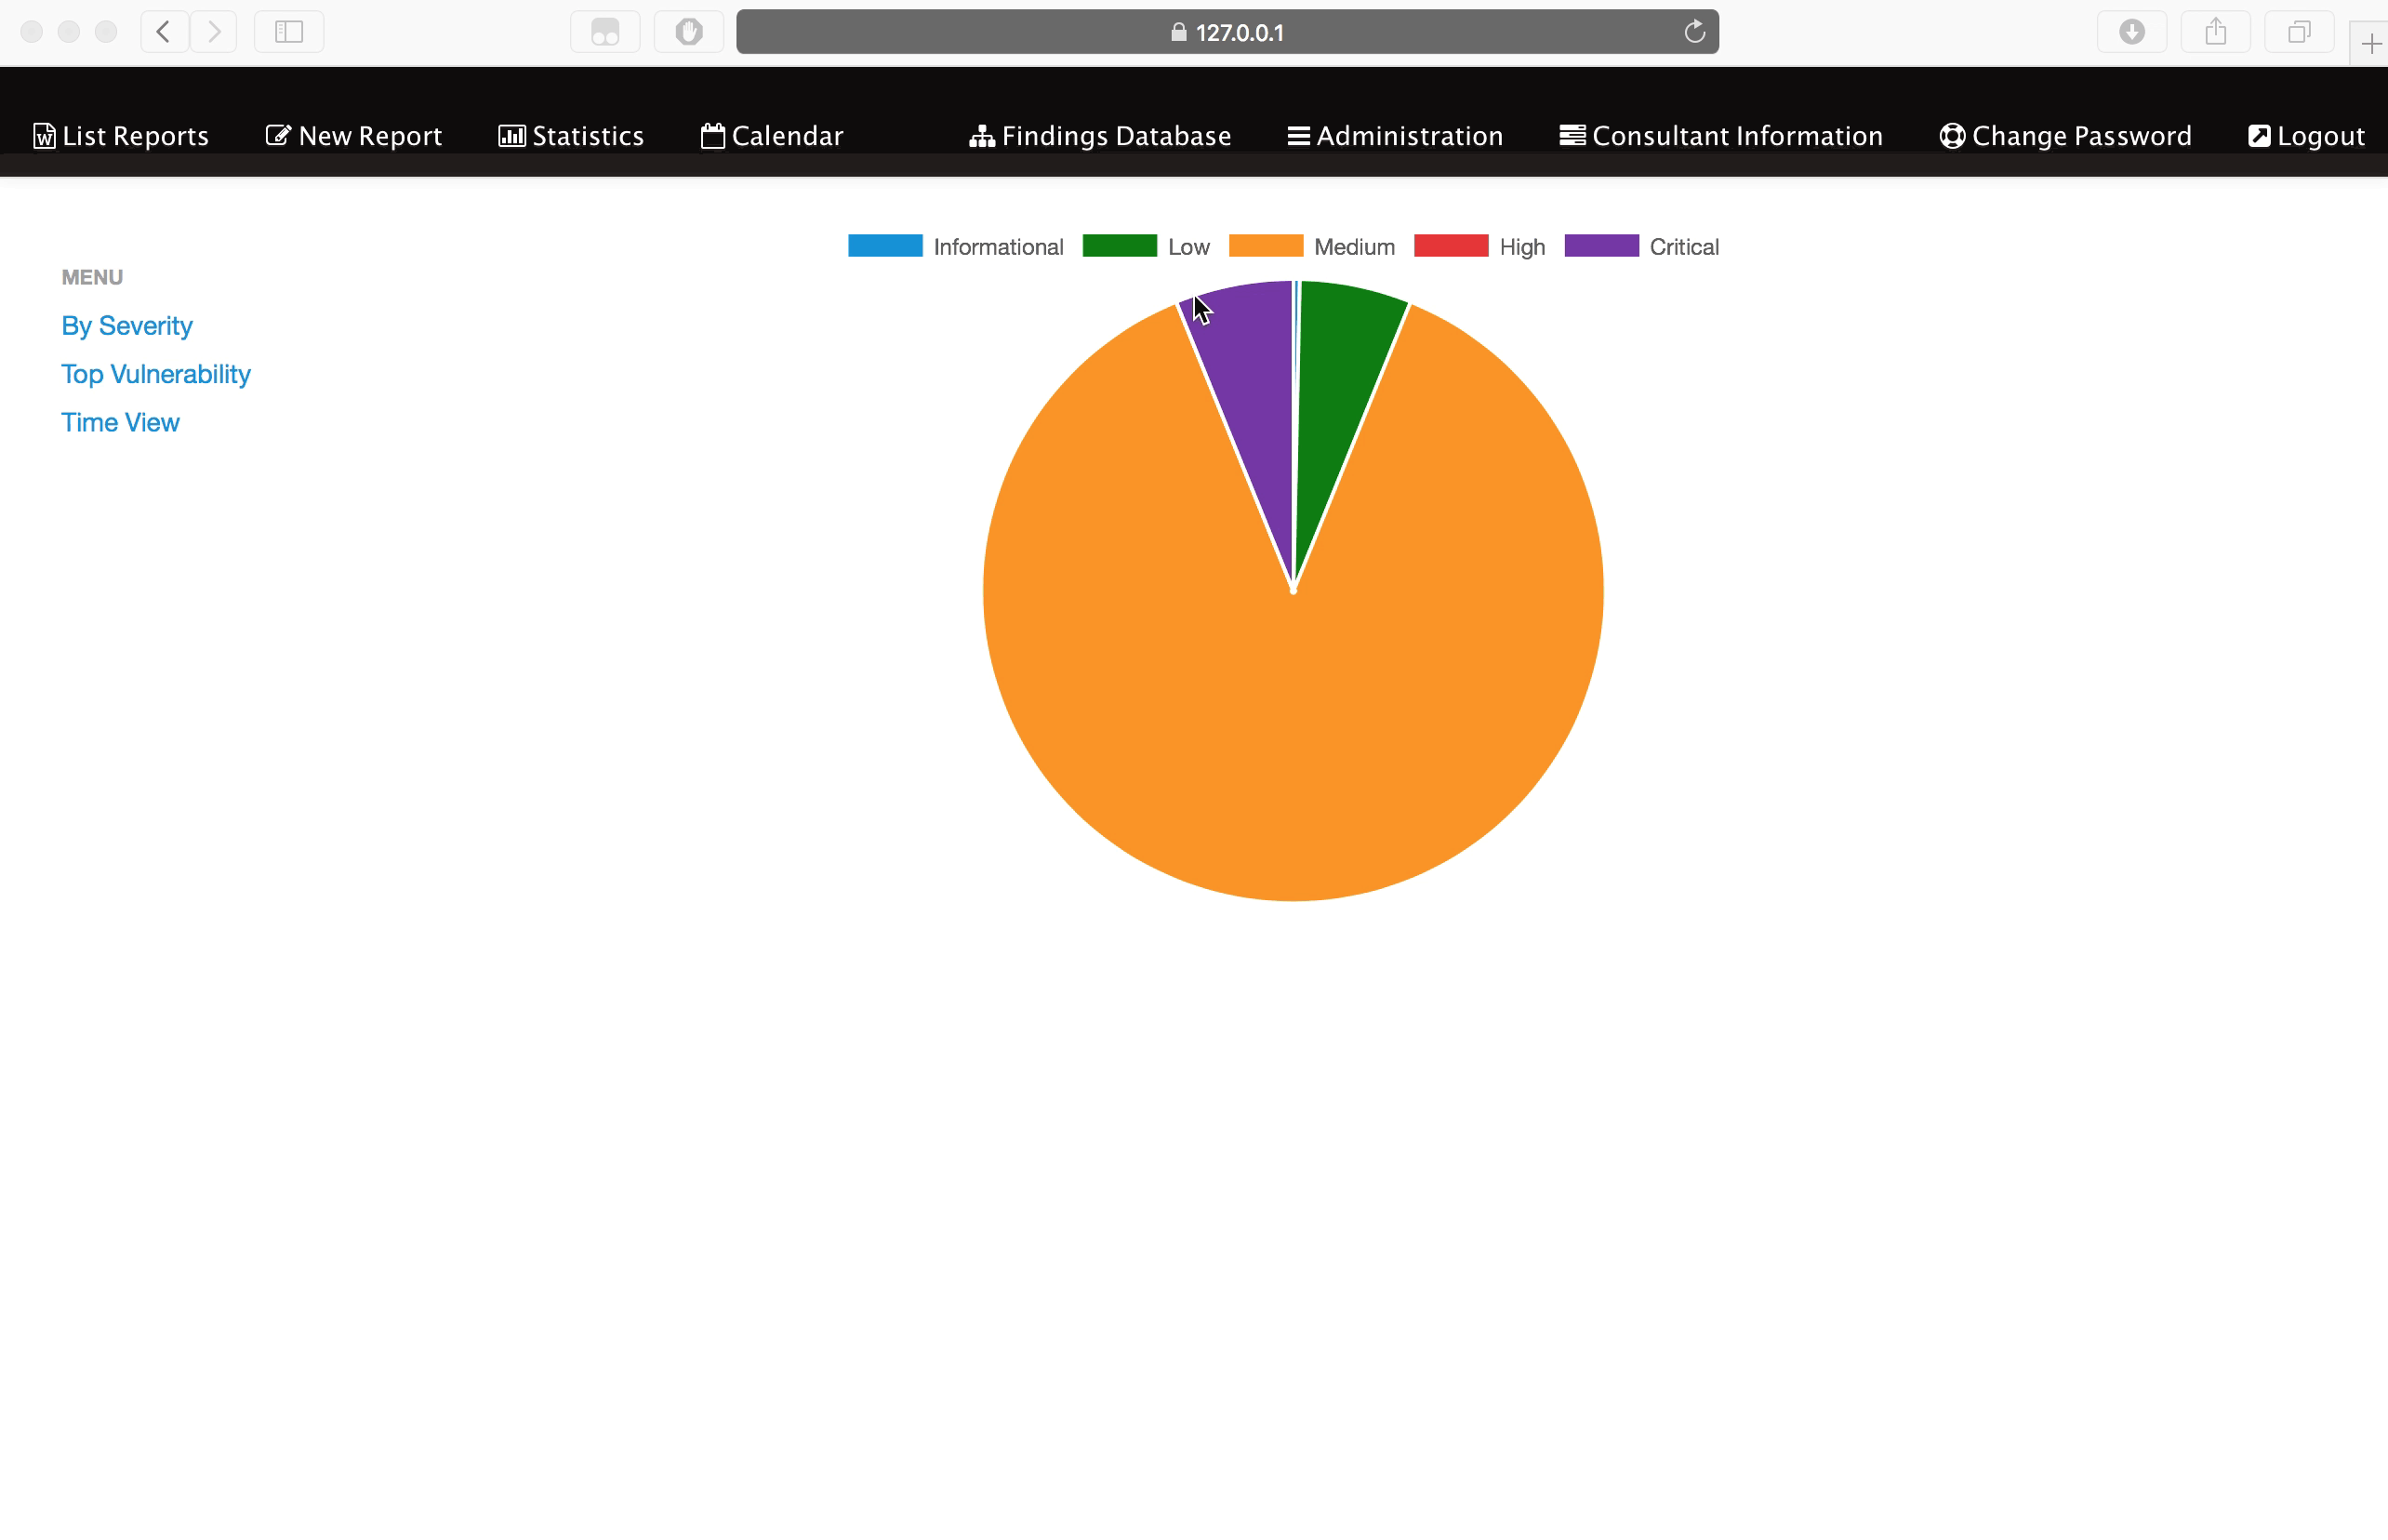 127.0.0.1
List Reports New Report Statistics Calendar Findings Database Administration Consultant Information Change Password Logout
Informational Low Medium High Critical
MENU
By Severity
Top Vulnerability
Time View